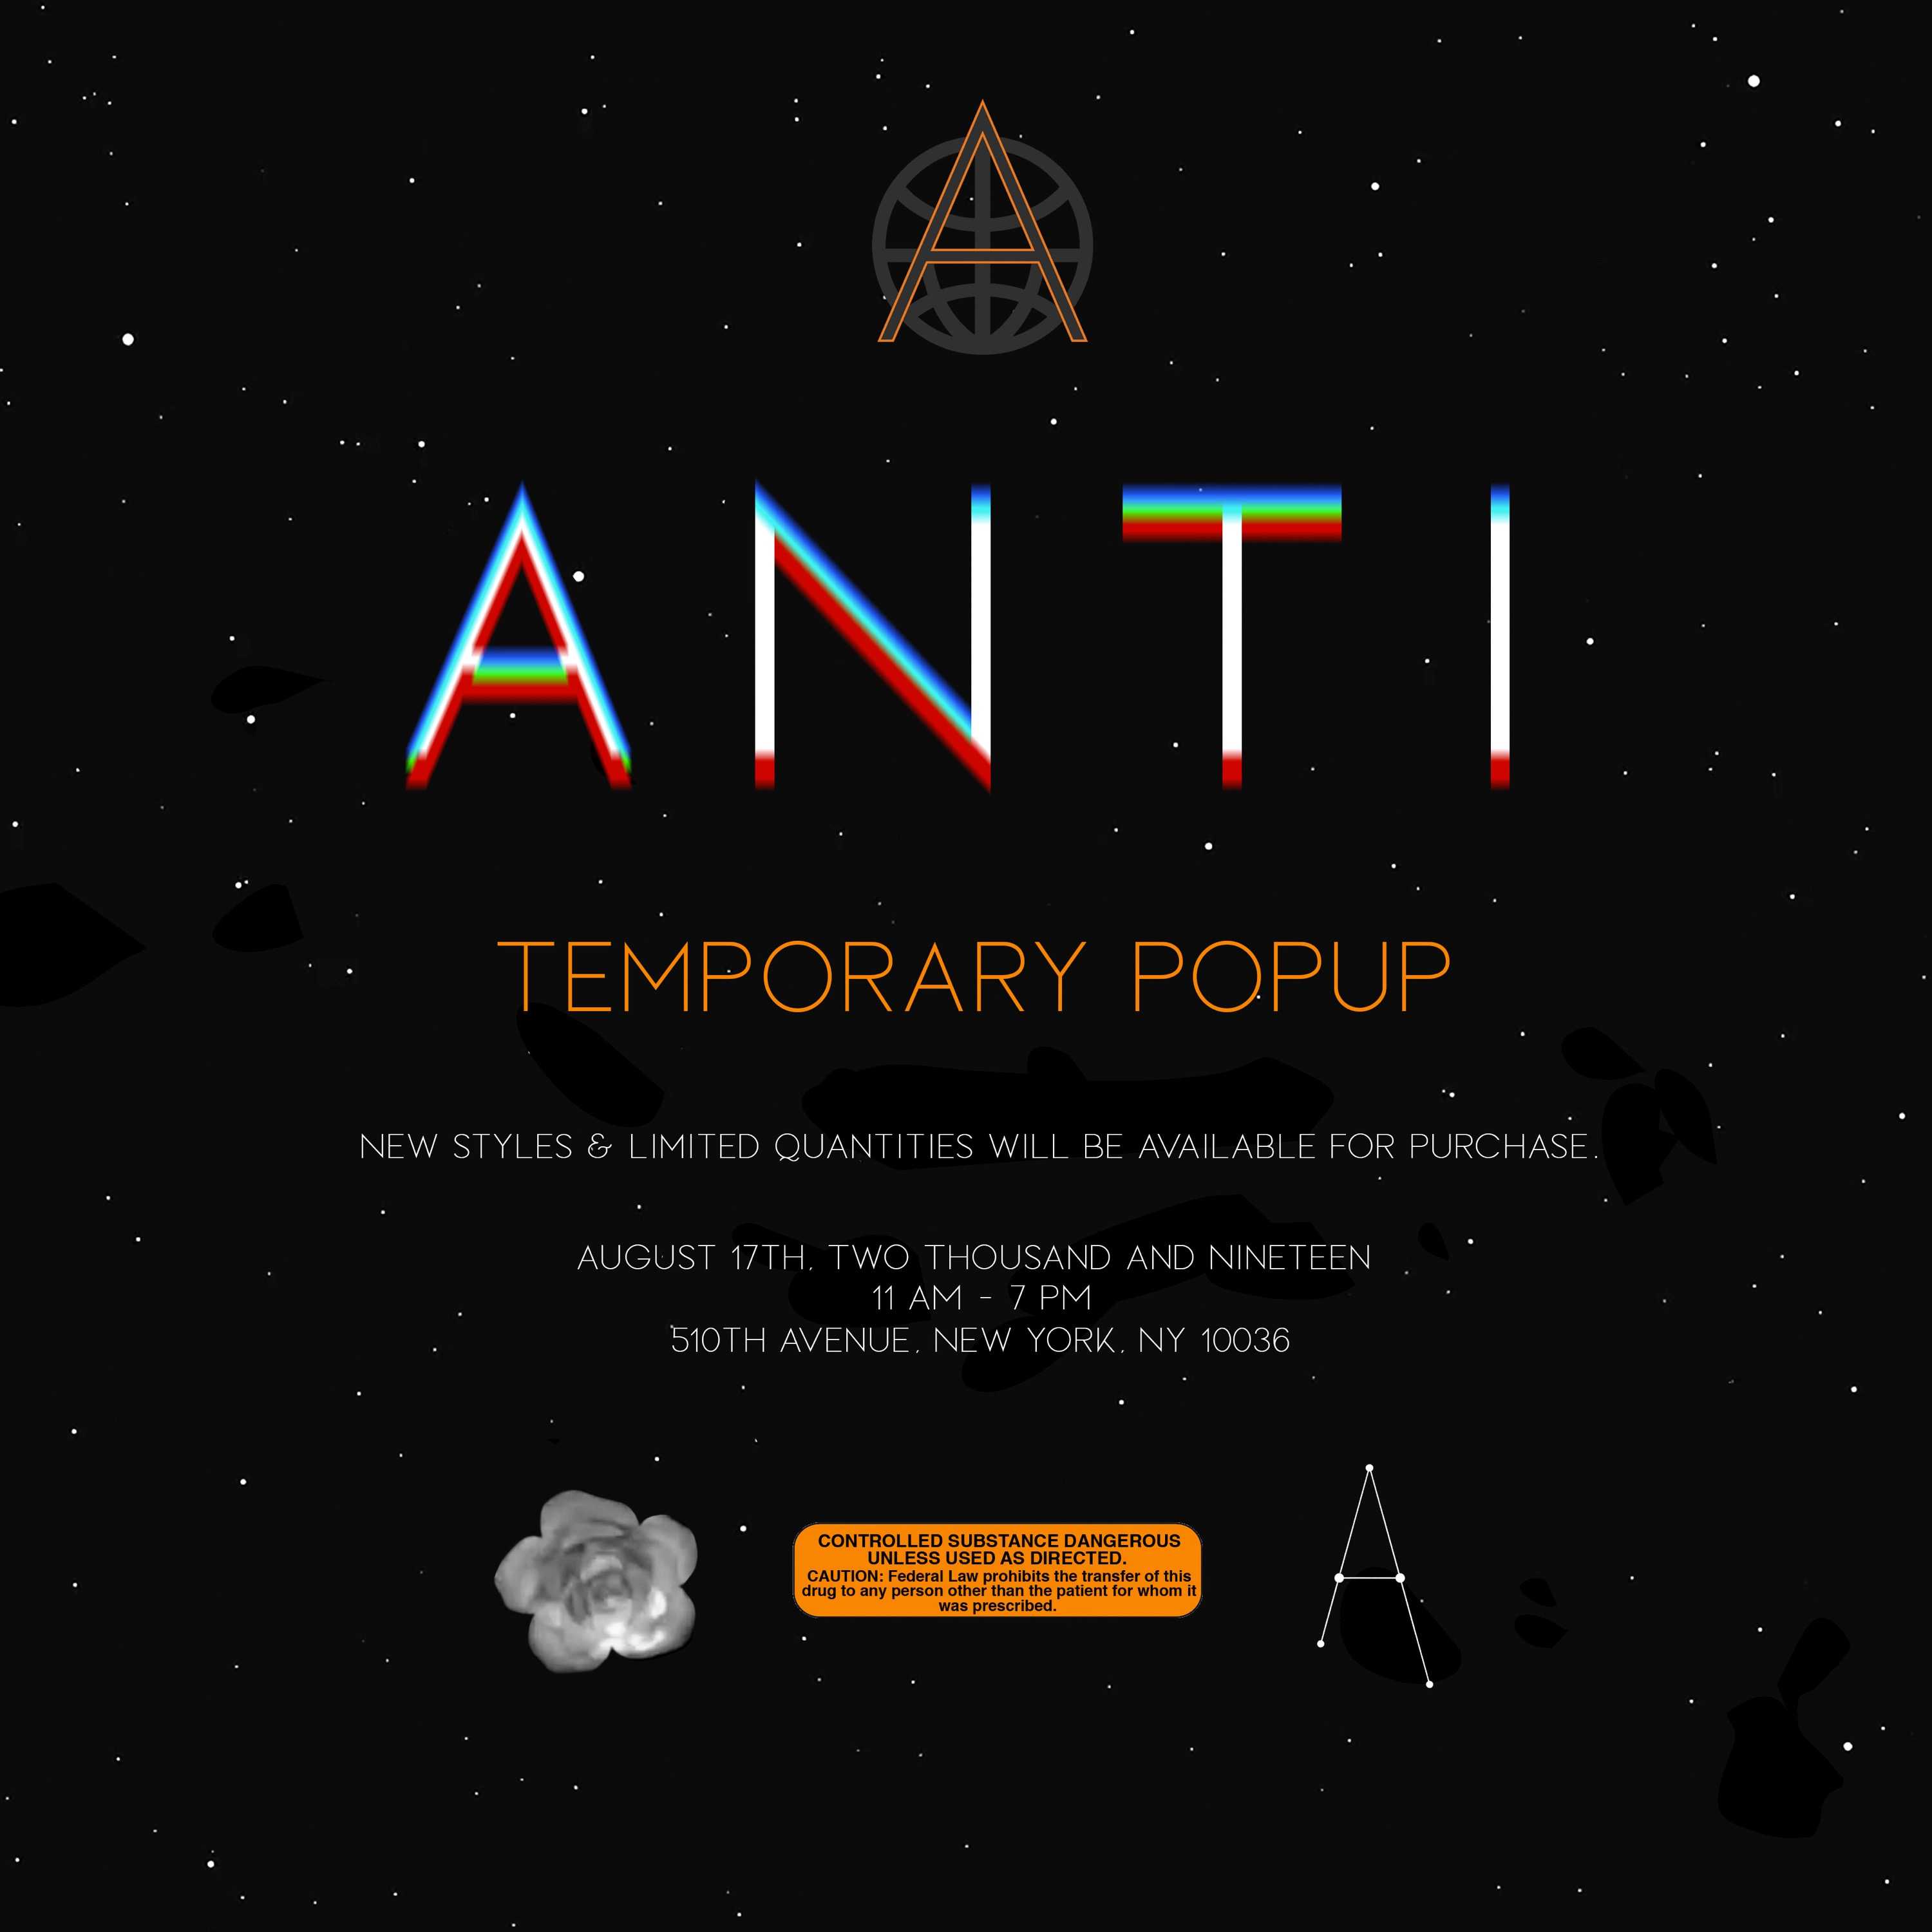 A
ANTI
TEMPORARY POPUP
NEW STYLES & LIMITED QUANTITIES WILL BE AVAILABLE FOR PURCHASE.
AUGUST 17TH, TWO THOUSAND AND NINETEEN
11 AM - 7 PM
510TH AVENUE, NEW YORK, NY 10036
CONTROLLED SUBSTANCE DANGEROUS
UNLESS USED AS DIRECTED.
CAUTION: Federal Law prohibits the transfer of this
drug to any person other than the patient for whom it
was prescribed.
A